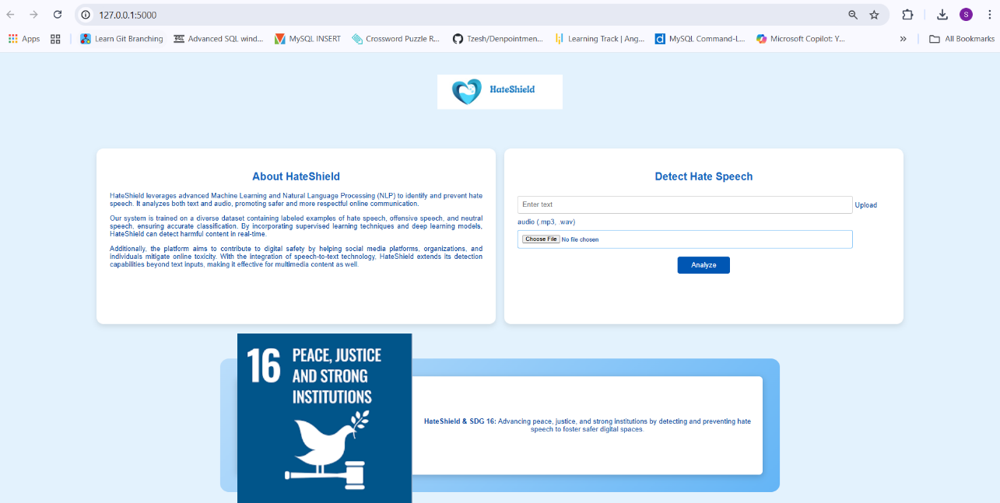 127.0.0.1:5000
S
Apps
Learn Git Branching
Advanced SQL wind...
MySQL INSERT
Crossword Puzzle R...
Tzesh/Denpointmen...
Learning Track | Ang...
MySQL Command-L...
Microsoft Copilot: Y...
»
All Bookmarks
HateShield
About HateShield
HateShield leverages advanced Machine Learning and Natural Language Processing (NLP) to identify and prevent hate
speech. It analyzes both text and audio, promoting safer and more respectful online communication.
Our system is trained on a diverse dataset containing labeled examples of hate speech, offensive speech, and neutral
speech, ensuring accurate classification. By incorporating supervised learning techniques and deep learning models,
HateShield can detect harmful content in real-time.
Additionally, the platform aims to contribute to digital safety by helping social media platforms, organizations, and
individuals mitigate online toxicity. With the integration of speech-to-text technology, HateShield extends its detection
capabilities beyond text inputs, making it effective for multimedia content as well.
Detect Hate Speech
Enter text
Upload
audio (.mp3, .wav)
Choose File No file chosen
Analyze
16 PEACE, JUSTICE
AND STRONG
INSTITUTIONS
HateShield & SDG 16: Advancing peace, justice, and strong institutions by detecting and preventing hate
speech to foster safer digital spaces.